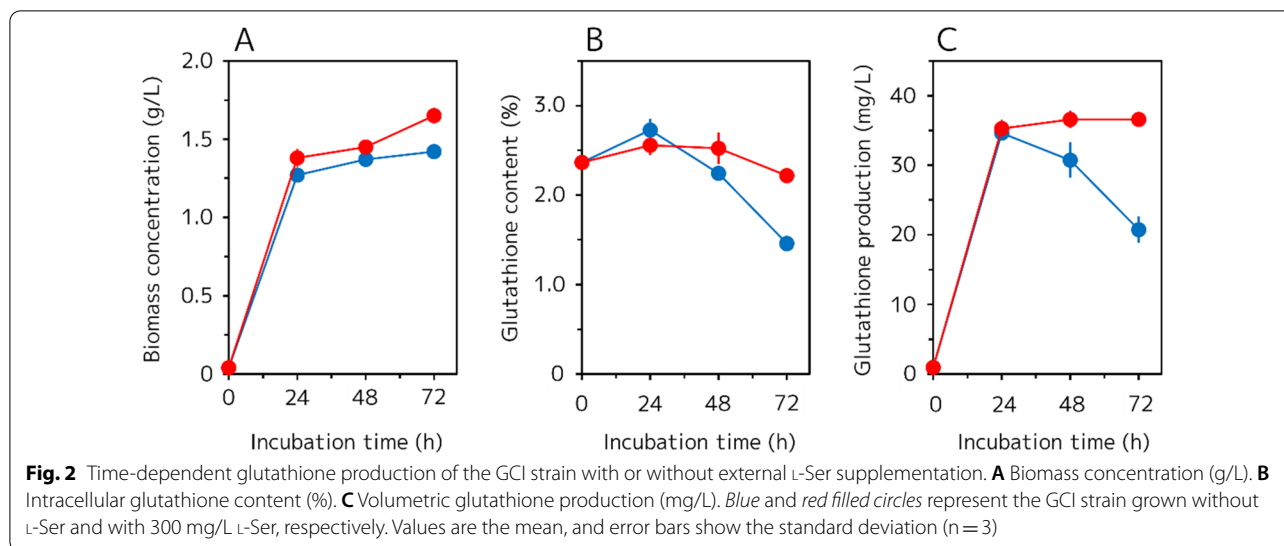 A
B
C
Biomass concentration (g/L)
2.0
1.5
1.0
0.5
0
0 24 48 72
Incubation time (h)
Glutathione content (%)
3.0
2.0
1.0
0
0 24 48 72
Incubation time (h)
Glutathione production (mg/L)
40
30
20
10
0
0 24 48 72
Incubation time (h)
Fig. 2 Time-dependent glutathione production of the GCI strain with or without external L-Ser supplementation. A Biomass concentration (g/L). B
Intracellular glutathione content (%). C Volumetric glutathione production (mg/L). Blue and red filled circles represent the GCI strain grown without
L-Ser and with 300 mg/L L-Ser, respectively. Values are the mean, and error bars show the standard deviation (n = 3)